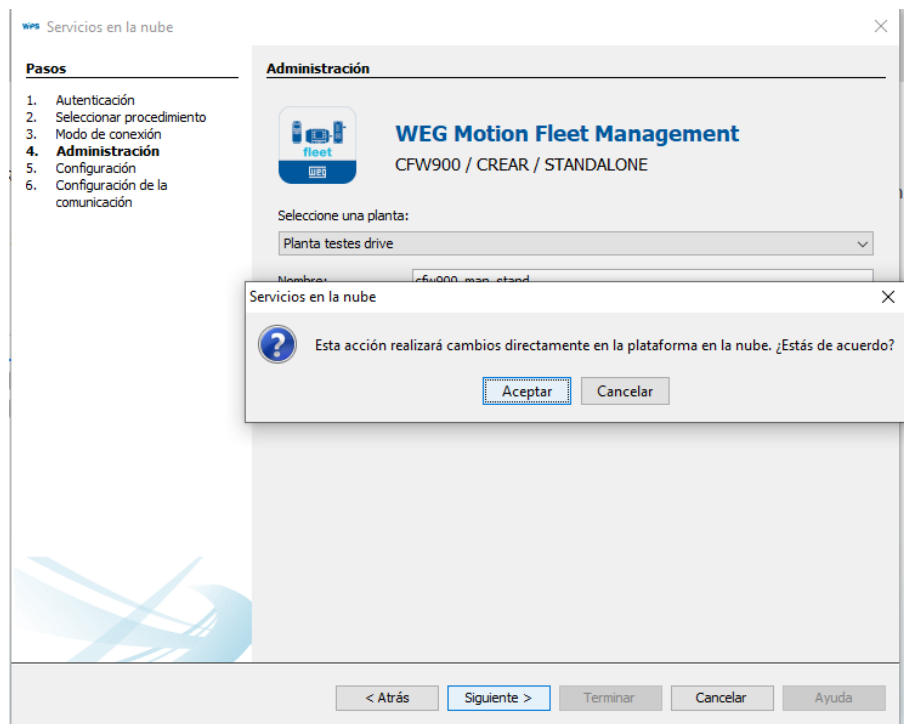 WPS Servicios en la nube
Pasos
1. Autenticación
2. Seleccionar procedimiento
3. Modo de conexión
4. Administración
5. Configuración
6. Configuración de la
comunicación
Administración
fleet
WEG
WEG Motion Fleet Management
CFW900 / CREAR / STANDALONE
Seleccione una planta:
Planta testes drive
Nombre: cfw900_man_stand
Servicios en la nube
Esta acción realizará cambios directamente en la plataforma en la nube. ¿Estás de acuerdo?
Aceptar Cancelar
< Atrás Siguiente > Terminar Cancelar Ayuda